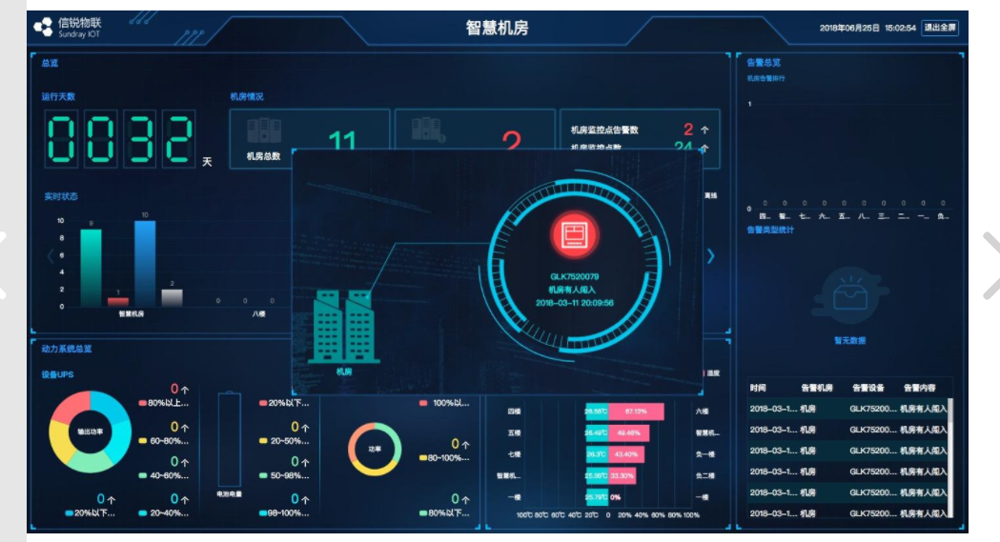 信锐物联
Sundray IOT
智慧机房
2018年06月25日 15:02:54 退出全屏
总览
运行天数
0032 天
机房情况
机房总数 11
2
机房监控点告警数 2 个
机房监控点数 24 个
实时状态
离线
10
8
6
4
2
0
9
1
10
2
0 0 0
智慧机房
八楼
GLK7520079
机房有人闯入
2018-03-11 20:09:56
机房
告警总览
机房告警排行
1
0
0 0 0 0 0 0 0 0 0 0
四... 智... 七... 六... 五... 八... 三... 二... 一... 负...
告警类型统计
暂无数据
时间 告警机房 告警设备 告警内容
2018-03-1... 机房 GLK75200... 机房有人闯入
2018-03-1... 机房 GLK75200... 机房有人闯入
2018-03-1... 机房 GLK75200... 机房有人闯入
2018-03-1... 机房 GLK75200... 机房有人闯入
2018-03-1... 机房 GLK75200... 机房有人闯入
2018-03-1... 机房 GLK75200... 机房有人闯入
2018-03-1... 机房 GLK75200... 机房有人闯入
动力系统总览
设备UPS
输出功率
0个
80%以上...
0个
60-80%...
0个
40-60%...
0个
20%以下...
0个
20-40%...
电池电量
20%以下...
0个
20-50%...
0个
50-98%...
0个
98-100%...
功率
100%以...
0个
80-100%...
0个
80%以下...
湿度
四楼 26.56℃ 87.13% 六楼
五楼 26.49℃ 49.46% 智慧机...
七楼 26.3℃ 43.40% 负一楼
智慧机... 33.30% 负二楼
一楼 25.79℃ 0% 一楼
100℃ 80℃ 60℃ 40℃ 20℃ 0 20% 40% 60% 80% 100%